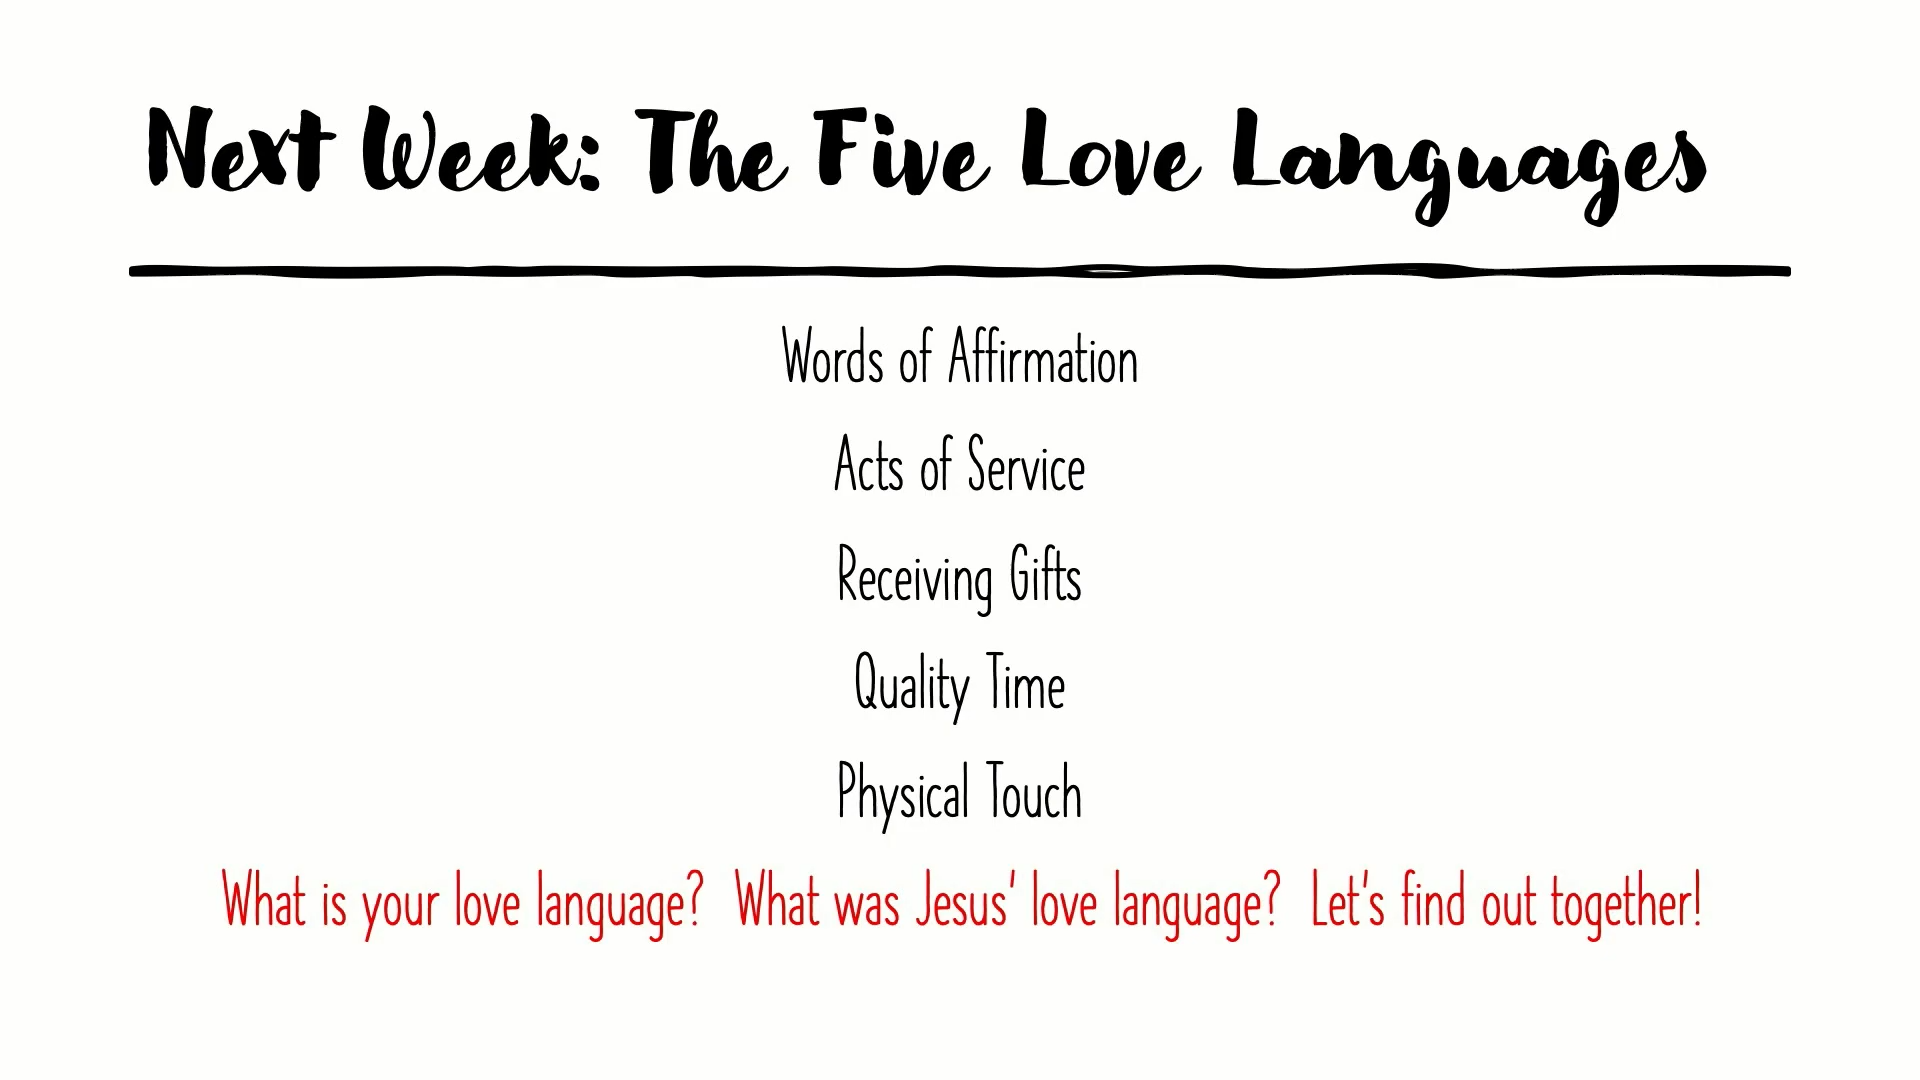 Next Week: The Five Love Languages
Words of Affirmation
Acts of Service
Receiving Gifts
Quality Time
Physical Touch
What is your love language?  What was Jesus' love language?  Let's find out together!